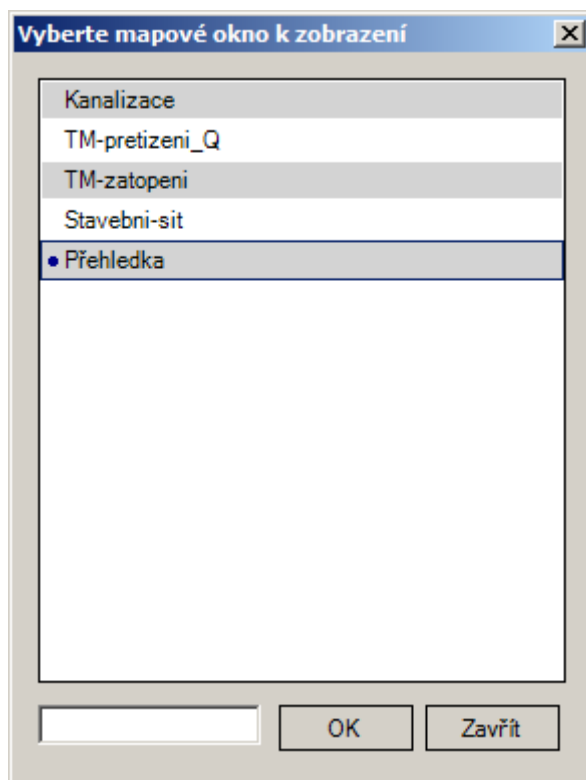 Vyberte mapové okno k zobrazení
Kanalizace
TM-pretizeni_Q
TM-zatopeni
Stavebni-sit
Přehledka
OK
Zavřít